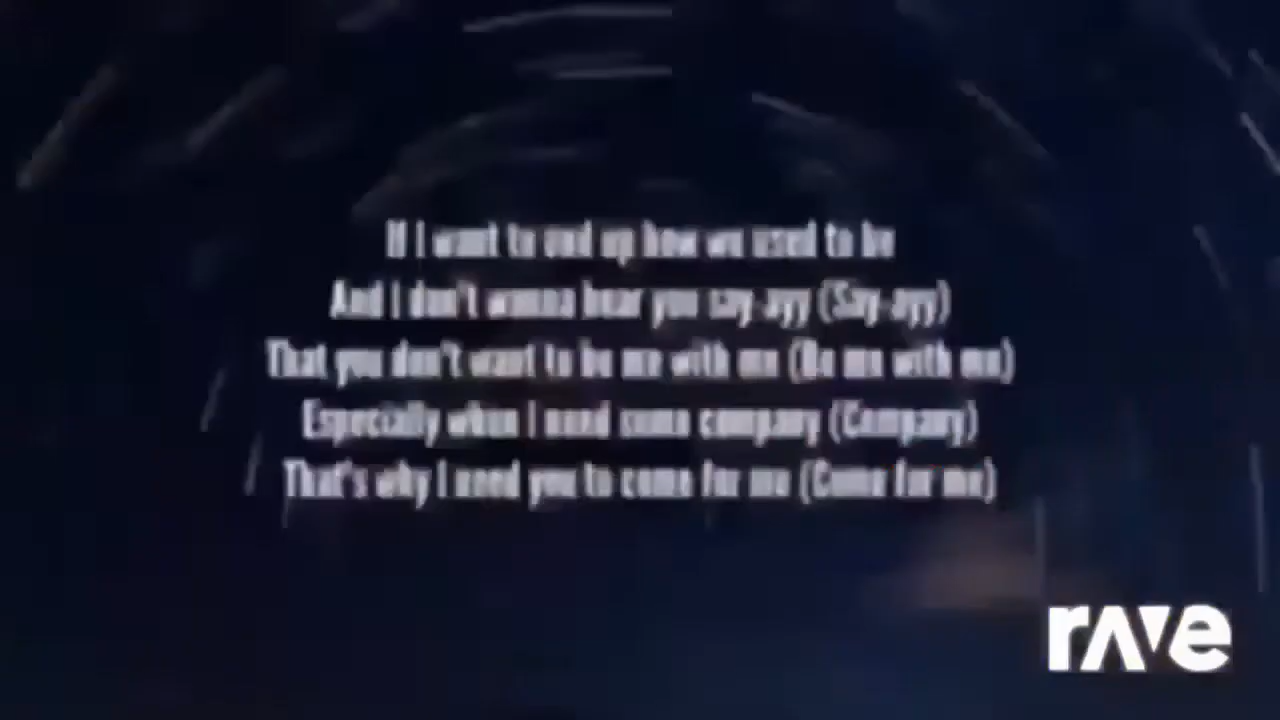 If I want to end up how we used to be
And I don't wanna hear you say-ayy (Say-ayy)
That you don't want to be me with me (Be me with me)
Especially when I need some company (Company)
That's why I need you to come for me (Come for me)
rave